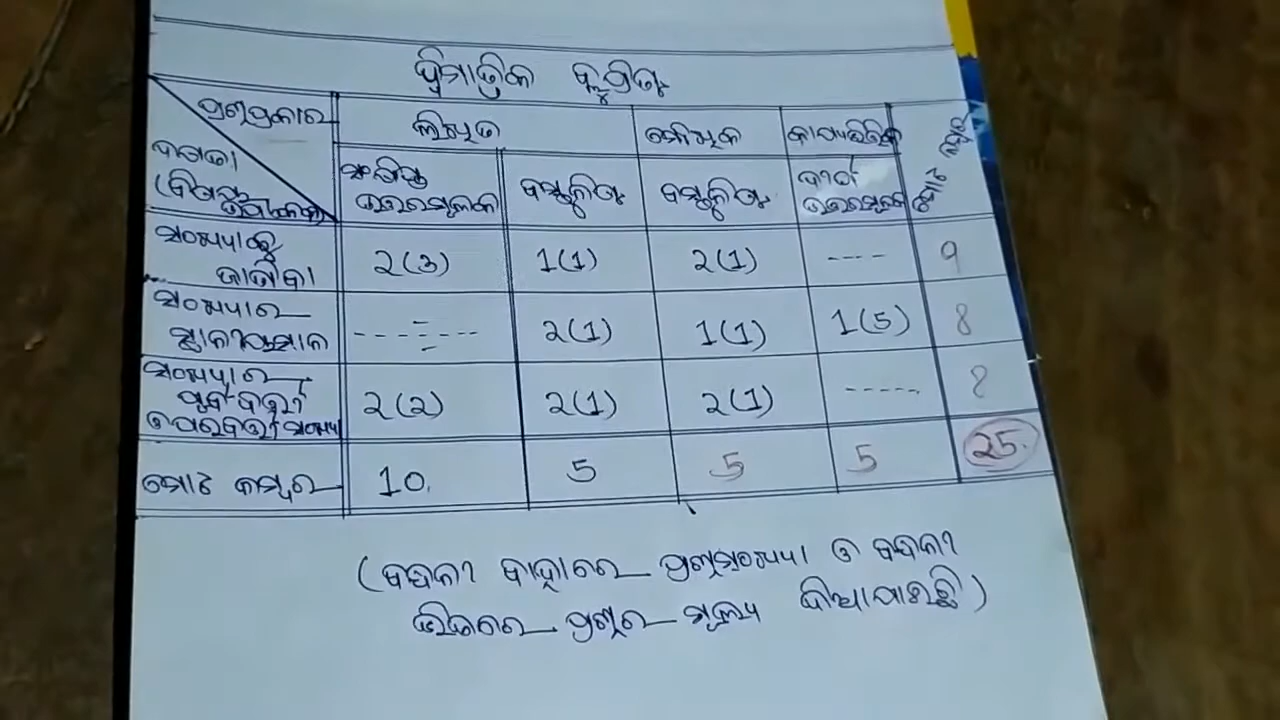 ଦ୍ୱିମାତ୍ରିକ ବ୍ଲୁପ୍ରିଣ୍ଟ
ପ୍ରଶ୍ନପ୍ରକାର ଲିଖିତ ମୌଖିକ
ଦକ୍ଷତା ସଂକ୍ଷିପ୍ତ ବସ୍ତୁନିଷ୍ଠ ବସ୍ତୁନିଷ୍ଠ ଦୀର୍ଘ
ଉତ୍ତରମୂଳକ ଉତ୍ତରମୂଳକ
ସଂଖ୍ୟାକୁ
ଜାଣିବା 2(3) 1(1) 2(1) ---- 9
ସଂଖ୍ୟାର
ସ୍ଥାନୀୟମାନ ------- 2(1) 1(1) 1(5) 8
ସଂଖ୍ୟାର
ପୂର୍ବବର୍ତ୍ତୀ 2(2) 2(1) 2(1) ----- 8
ଓ ପରବର୍ତ୍ତୀ ସଂଖ୍ୟା
ମୋଟ ନମ୍ବର 10 5 5 5 25
(ବନ୍ଧନୀ ବାହାରେ ପ୍ରଶ୍ନସଂଖ୍ୟା ଓ ବନ୍ଧନୀ
ଭିତରେ ପ୍ରଶ୍ନର ମୂଲ୍ୟ ଦିଆଯାଇଛି)